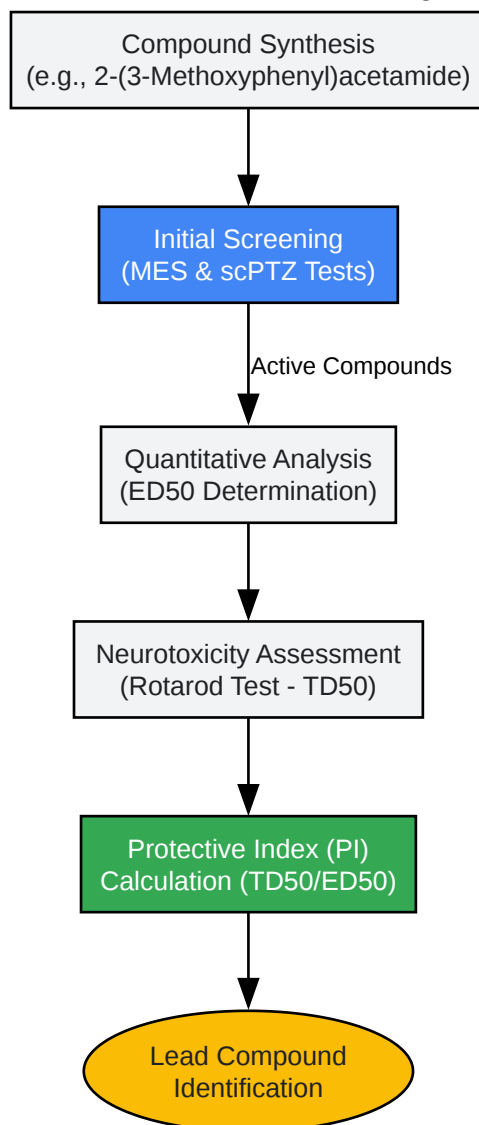 Compound Synthesis
(e.g., 2-(3-Methoxyphenyl)acetamide)
Initial Screening
(MES & scPTZ Tests)
Active Compounds
Quantitative Analysis
(ED50 Determination)
Neurotoxicity Assessment
(Rotarod Test - TD50)
Protective Index (PI)
Calculation (TD50/ED50)
Lead Compound
Identification